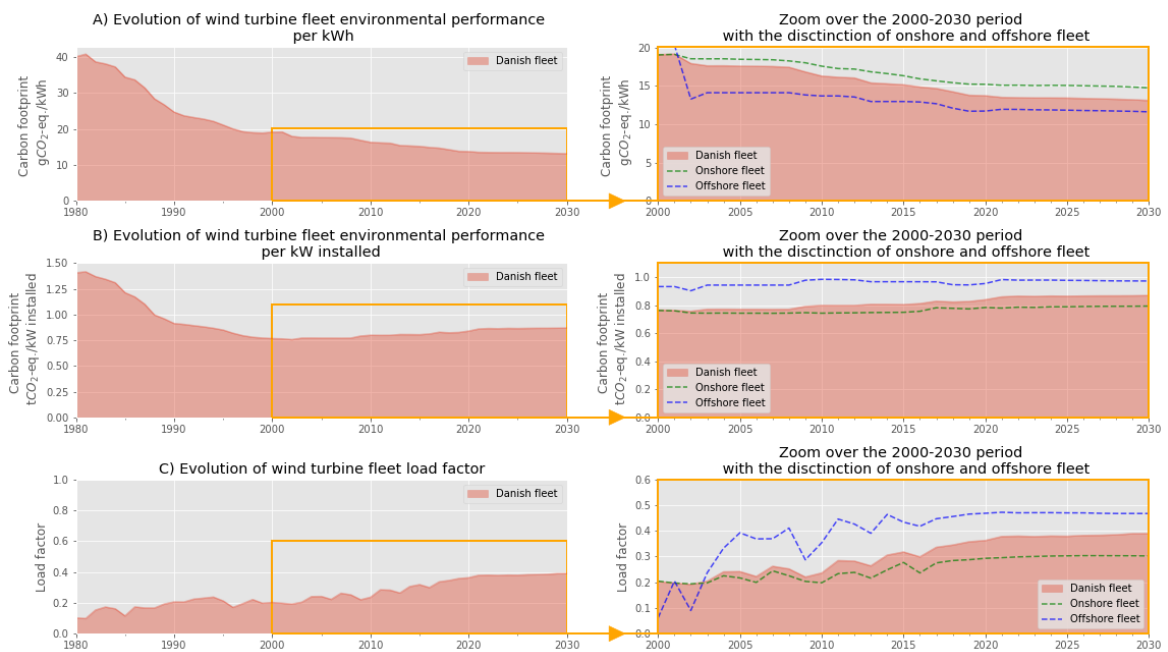 A) Evolution of wind turbine fleet environmental performance
per kWh
Carbon footprint
gCO2-eq./kWh
40
30
20
10
0
Danish fleet
1980 1990 2000 2010 2020 2030
Zoom over the 2000-2030 period
with the disctinction of onshore and offshore fleet
Carbon footprint
gCO2-eq./kWh
20
15
10
5
0
Danish fleet
Onshore fleet
Offshore fleet
2000 2005 2010 2015 2020 2025 2030
B) Evolution of wind turbine fleet environmental performance
per kW installed
Carbon footprint
tCO2-eq./kW installed
1.50
1.25
1.00
0.75
0.50
0.25
0.00
Danish fleet
1980 1990 2000 2010 2020 2030
Zoom over the 2000-2030 period
with the disctinction of onshore and offshore fleet
Carbon footprint
tCO2-eq./kW installed
1.0
0.8
0.6
0.4
0.2
0.0
Danish fleet
Onshore fleet
Offshore fleet
2000 2005 2010 2015 2020 2025 2030
C) Evolution of wind turbine fleet load factor
Load factor
1.0
0.8
0.6
0.4
0.2
0.0
Danish fleet
1980 1990 2000 2010 2020 2030
Zoom over the 2000-2030 period
with the disctinction of onshore and offshore fleet
Load factor
0.6
0.5
0.4
0.3
0.2
0.1
0.0
Danish fleet
Onshore fleet
Offshore fleet
2000 2005 2010 2015 2020 2025 2030